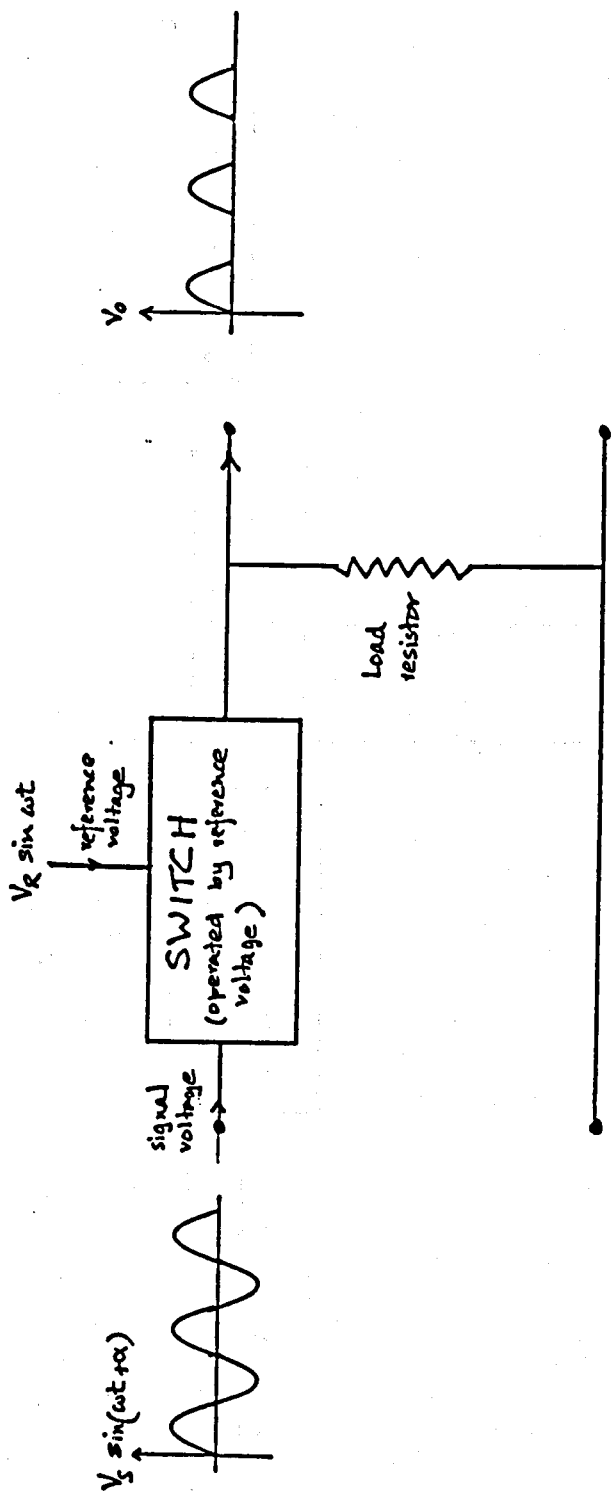 V_S sin(ωt+α)
signal
voltage
V_R sin ωt
reference
voltage.
SWITCH
(operated by reference
voltage)
Load
resistor
V_o